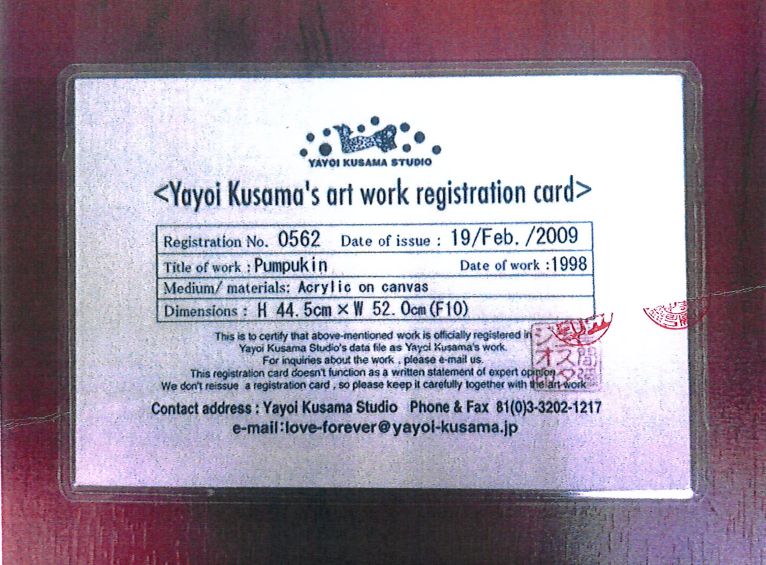 YAYOI KUSAMA STUDIO
<Yayoi Kusama's art work registration card>
Registration No. 0562 Date of issue : 19/Feb. /2009
Title of work : Pumpukin Date of work :1998
Medium/ materials: Acrylic on canvas
Dimensions : H 44.5cm × W 52.0cm(F10)
This is to certify that above-mentioned work is officially registered in
Yayoi Kusama Studio's data file as Yayoi Kusama's work.
For inquiries about the work , please e-mail us.
This registration card doesn't function as a written statement of expert opinion.
We don't reissue a registration card , so please keep it carefully together with the art work
Contact address : Yayoi Kusama Studio Phone & Fax 81(0)3-3202-1217
e-mail:love-forever@yayoi-kusama.jp